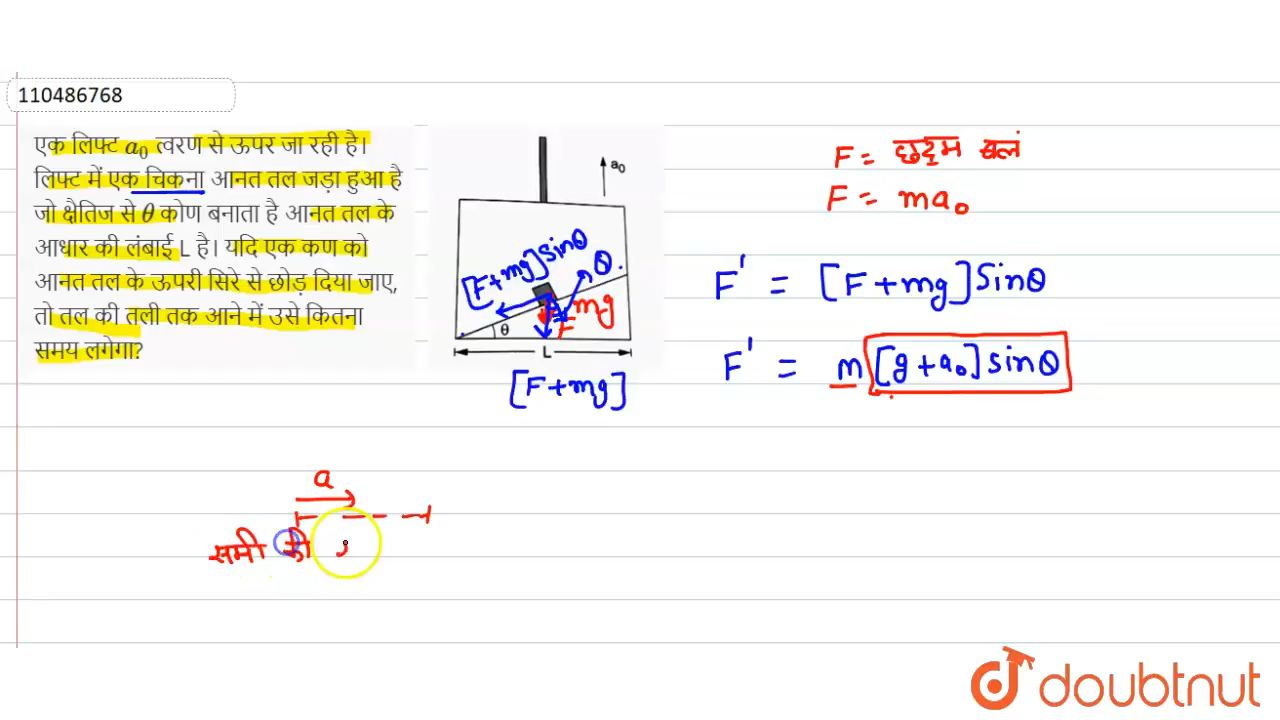 110486768
एक लिफ्ट a₀ त्वरण से ऊपर जा रही है।
लिफ्ट में एक चिकना आनत तल जड़ा हुआ है
जो क्षैतिज से θ कोण बनाता है आनत तल के
आधार की लंबाई L है। यदि एक कण को
आनत तल के ऊपरी सिरे से छोड़ दिया जाए,
तो तल की तली तक आने में उसे कितना
समय लगेगा?
a₀
[F+mg]sinθ
θ
mg
F
θ
L
[F+mg]
F = छद्दम बलं
F = ma₀
F' = [F+mg]Sinθ
F' = m[g+a₀]sinθ
a
समी की
doubtnut